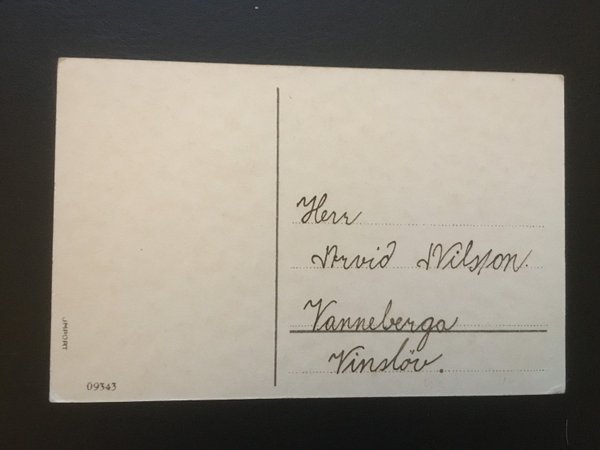 Herr
Arvid Nilsson.
Vanneberga
Vinslöv.
IMPORT
09343